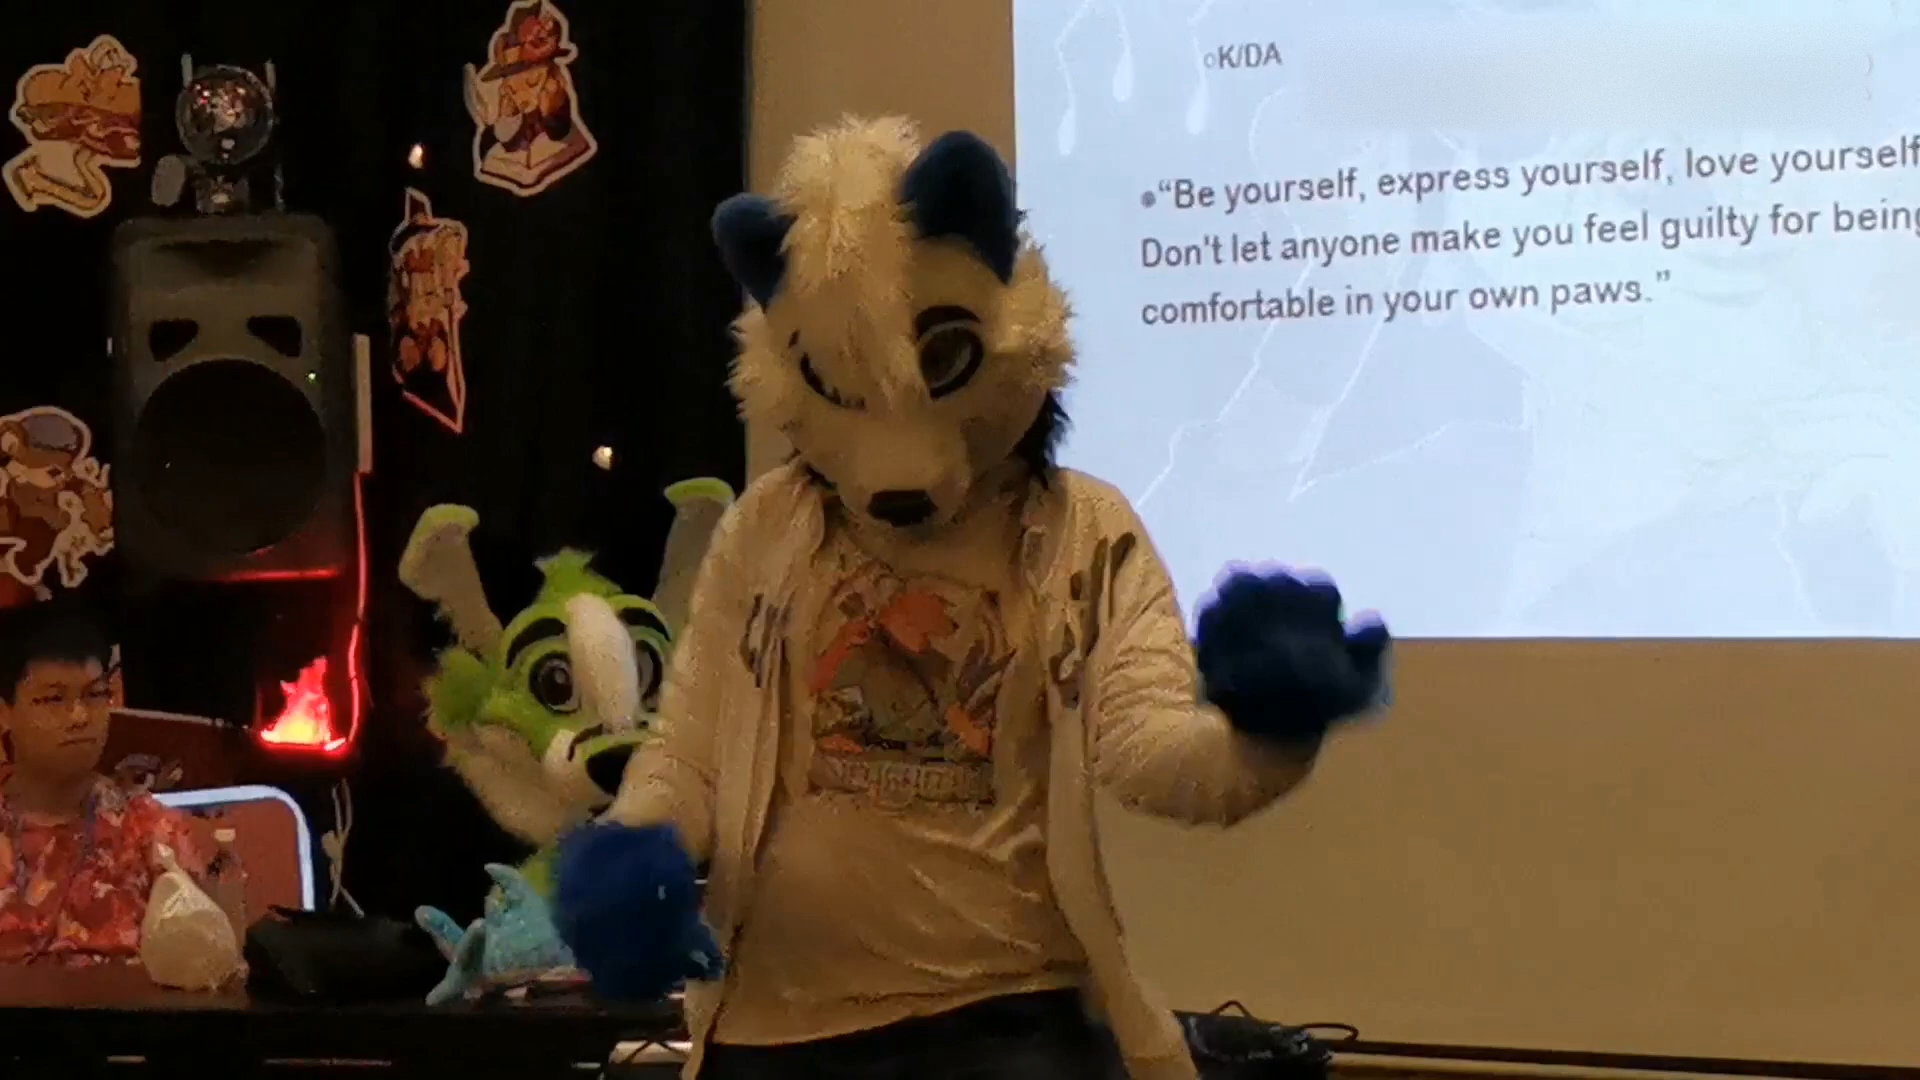 K/DA
“Be yourself, express yourself, love yourself
Don't let anyone make you feel guilty for being
comfortable in your own paws.”